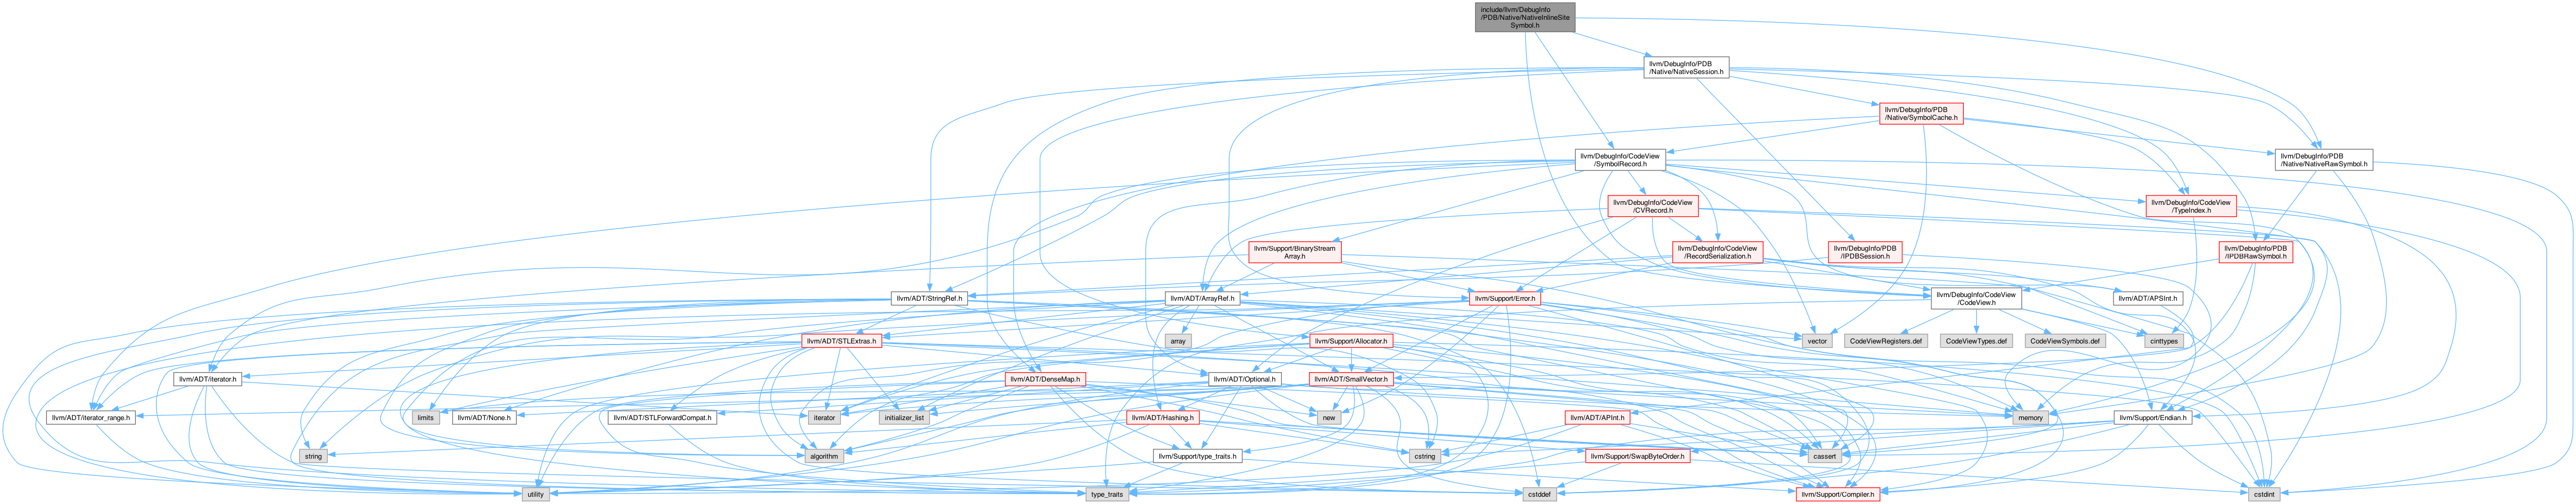 include/llvm/DebugInfo
/PDB/Native/NativeInlineSite
Symbol.h
llvm/DebugInfo/PDB
/Native/NativeSession.h
llvm/DebugInfo/PDB
/Native/SymbolCache.h
llvm/DebugInfo/CodeView
/SymbolRecord.h
llvm/DebugInfo/PDB
/Native/NativeRawSymbol.h
llvm/DebugInfo/CodeView
/CVRecord.h
llvm/DebugInfo/CodeView
/TypeIndex.h
llvm/Support/BinaryStream
Array.h
llvm/DebugInfo/CodeView
/RecordSerialization.h
llvm/DebugInfo/PDB
/IPDBSession.h
llvm/DebugInfo/PDB
/IPDBRawSymbol.h
llvm/ADT/StringRef.h
llvm/ADT/ArrayRef.h
llvm/Support/Error.h
llvm/DebugInfo/CodeView
/CodeView.h
llvm/ADT/APSInt.h
llvm/ADT/STLExtras.h
array
llvm/Support/Allocator.h
vector
CodeViewRegisters.def
CodeViewTypes.def
CodeViewSymbols.def
cinttypes
llvm/ADT/iterator.h
llvm/ADT/DenseMap.h
llvm/ADT/Optional.h
llvm/ADT/SmallVector.h
llvm/ADT/iterator_range.h
limits
llvm/ADT/None.h
llvm/ADT/STLForwardCompat.h
iterator
initializer_list
llvm/ADT/Hashing.h
new
llvm/ADT/APInt.h
memory
llvm/Support/Endian.h
string
algorithm
llvm/Support/type_traits.h
cstring
llvm/Support/SwapByteOrder.h
cassert
utility
type_traits
cstddef
llvm/Support/Compiler.h
cstdint